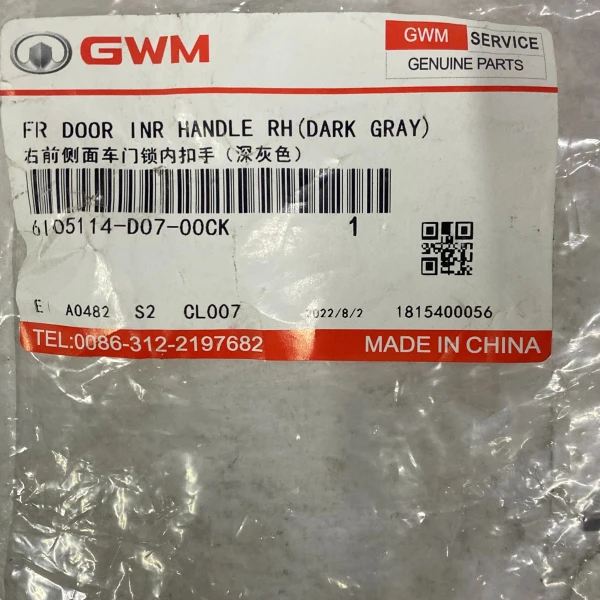 GWM
GWM SERVICE
GENUINE PARTS
FR DOOR INR HANDLE RH(DARK GRAY)
右前侧面车门锁内扣手（深灰色）
6105114-D07-00CK 1
E A0482 S2 CL007 2022/8/2 1815400056
TEL:0086-312-2197682 MADE IN CHINA